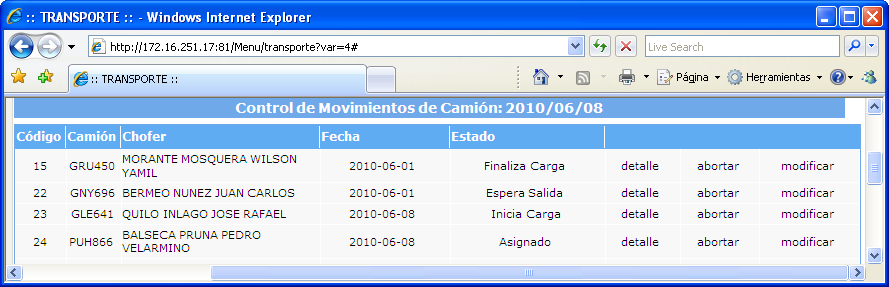 :: TRANSPORTE :: - Windows Internet Explorer
http://172.16.251.17:81/Menu/transporte?var=4#
Live Search
:: TRANSPORTE ::
Página
Herramientas
Control de Movimientos de Camión: 2010/06/08
Código Camión Chofer Fecha Estado
15 GRU450 MORANTE MOSQUERA WILSON YAMIL 2010-06-01 Finaliza Carga detalle abortar modificar
22 GNY696 BERMEO NUNEZ JUAN CARLOS 2010-06-01 Espera Salida detalle abortar modificar
23 GLE641 QUILO INLAGO JOSE RAFAEL 2010-06-08 Inicia Carga detalle abortar modificar
24 PUH866 BALSECA PRUNA PEDRO VELARMINO 2010-06-08 Asignado detalle abortar modificar